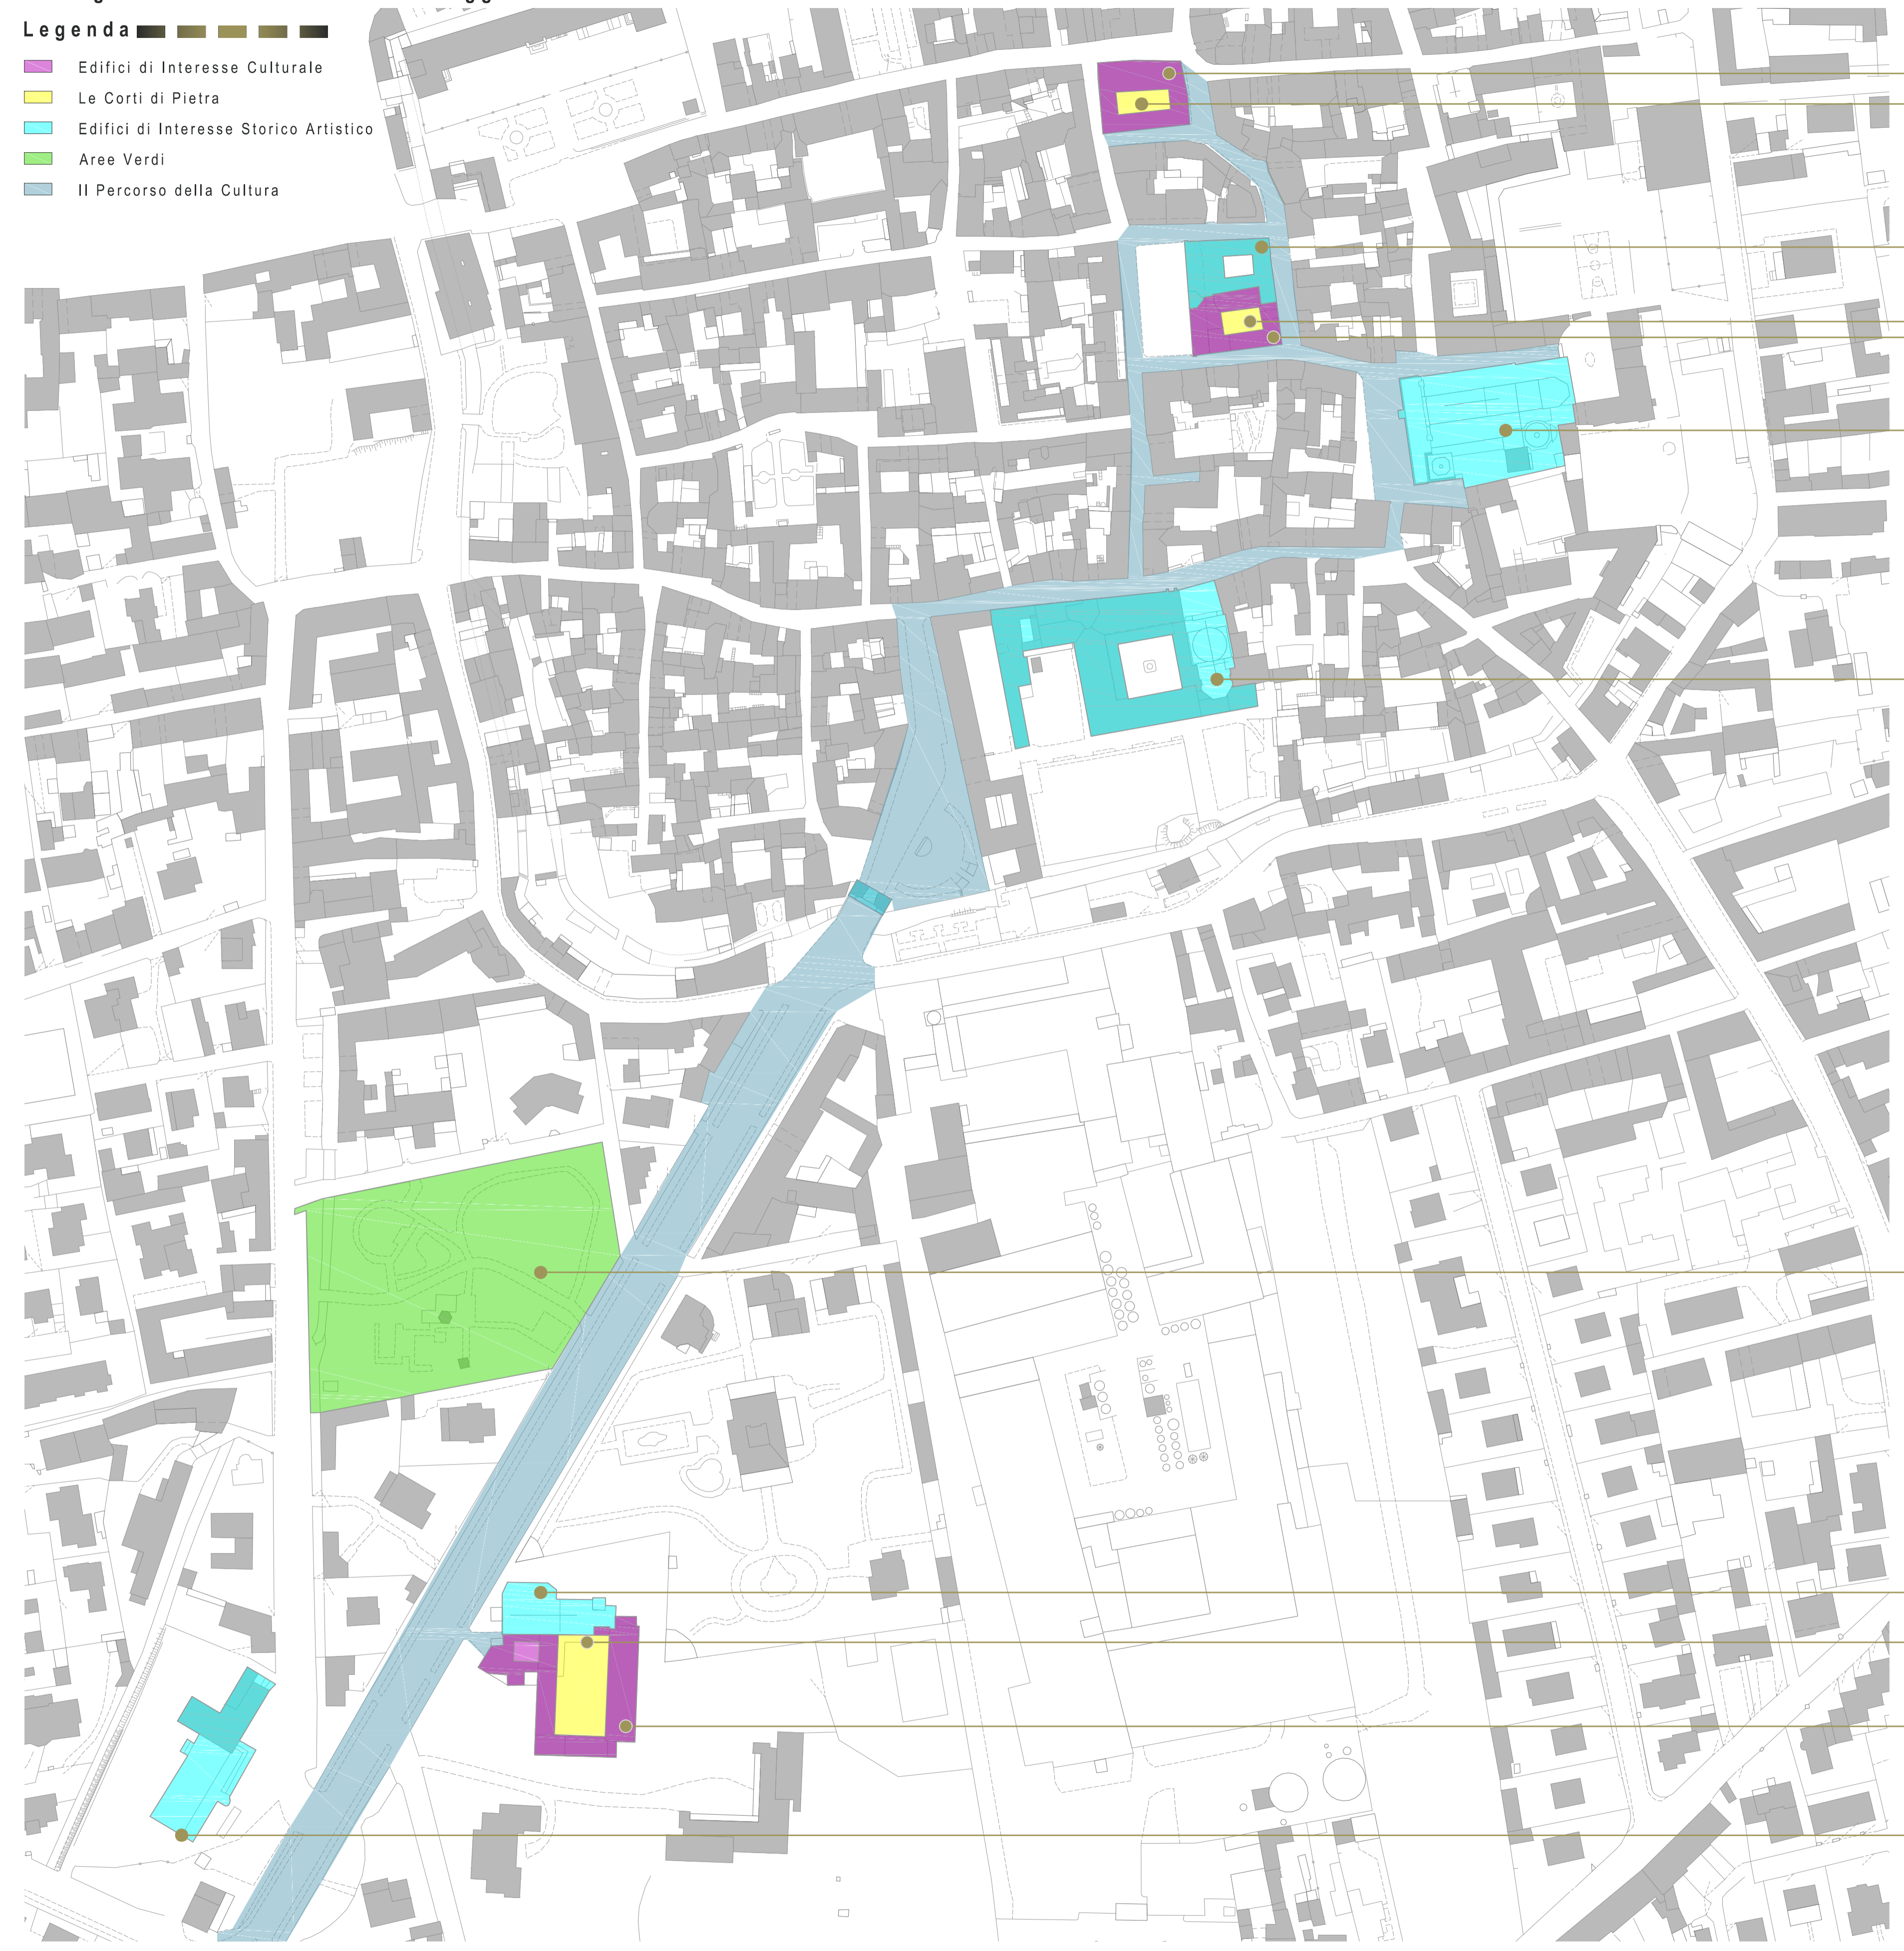 Legenda
Edifici di Interesse Culturale
Le Corti di Pietra
Edifici di Interesse Storico Artistico
Aree Verdi
Il Percorso della Cultura